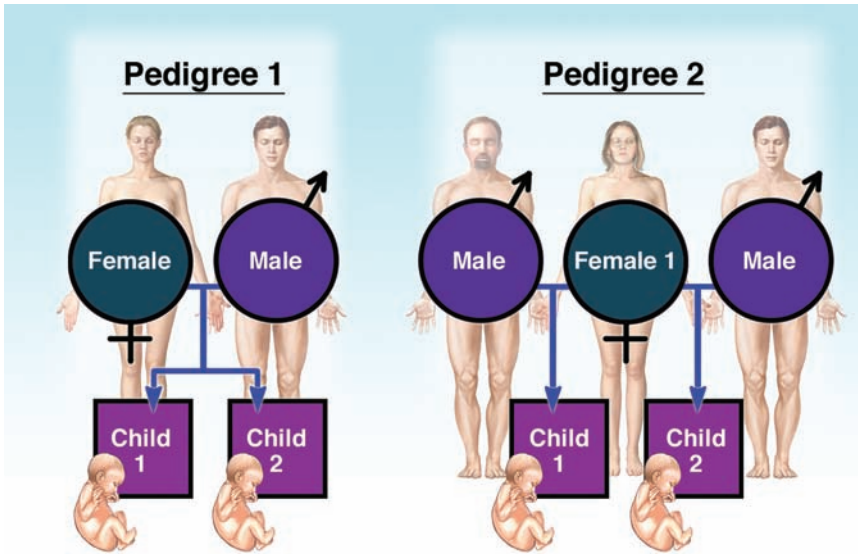 Pedigree 1
Female
Male
Child
1
Child
2
Pedigree 2
Male
Female 1
Male
Child
1
Child
2